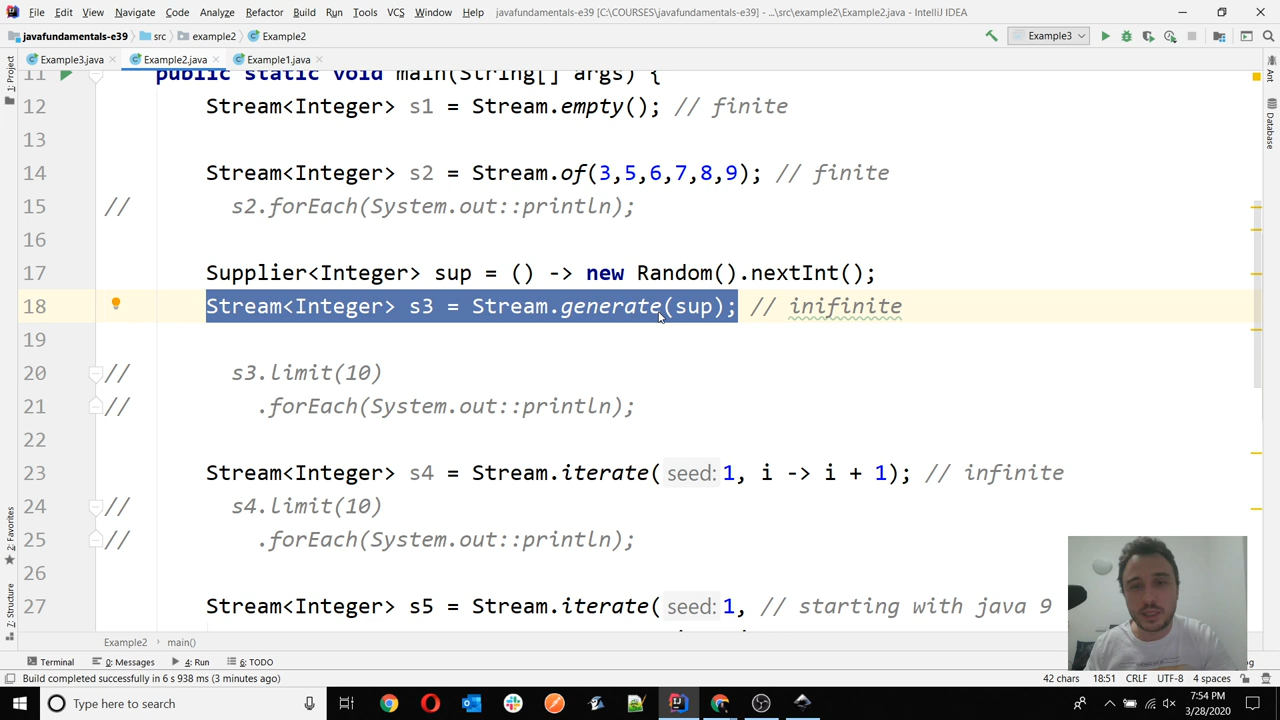 File Edit View Navigate Code Analyze Refactor Build Run Tools VCS Window Help javafundamentals-e39 [C:\COURSES\javafundamentals-e39] - ...\src\example2\Example2.java - IntelliJ IDEA
javafundamentals-e39 src example2 Example2 Example3
Example3.java Example2.java Example1.java
1: Project
Ant
Database
11 public static void main(String[] args) {
12 Stream<Integer> s1 = Stream.empty(); // finite
13
14 Stream<Integer> s2 = Stream.of(3,5,6,7,8,9); // finite
15 // s2.forEach(System.out::println);
16
17 Supplier<Integer> sup = () -> new Random().nextInt();
18 Stream<Integer> s3 = Stream.generate(sup); // inifinite
19
20 // s3.limit(10)
21 // .forEach(System.out::println);
22
23 Stream<Integer> s4 = Stream.iterate( seed: 1, i -> i + 1); // infinite
24 // s4.limit(10)
25 // .forEach(System.out::println);
26
27 Stream<Integer> s5 = Stream.iterate( seed: 1, // starting with java 9
2: Favorites
7: Structure
Example2 main()
Terminal 0: Messages 4: Run 6: TODO
Build completed successfully in 6 s 938 ms (3 minutes ago) 42 chars 18:51 CRLF UTF-8 4 spaces
Type here to search
7:54 PM
3/28/2020